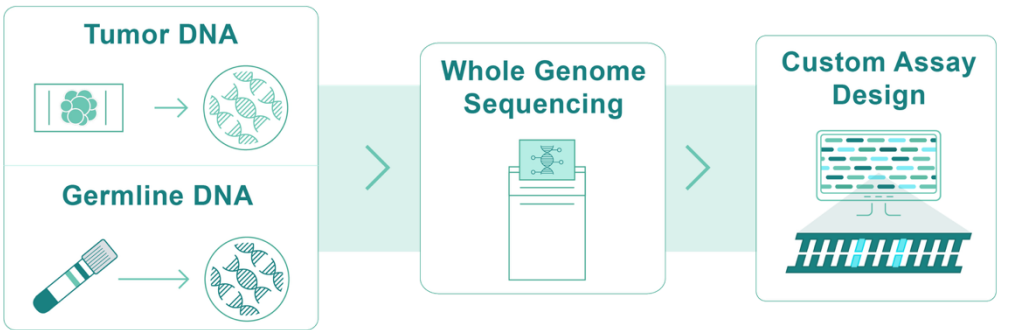 Tumor DNA
Germline DNA
Whole Genome
Sequencing
Custom Assay
Design